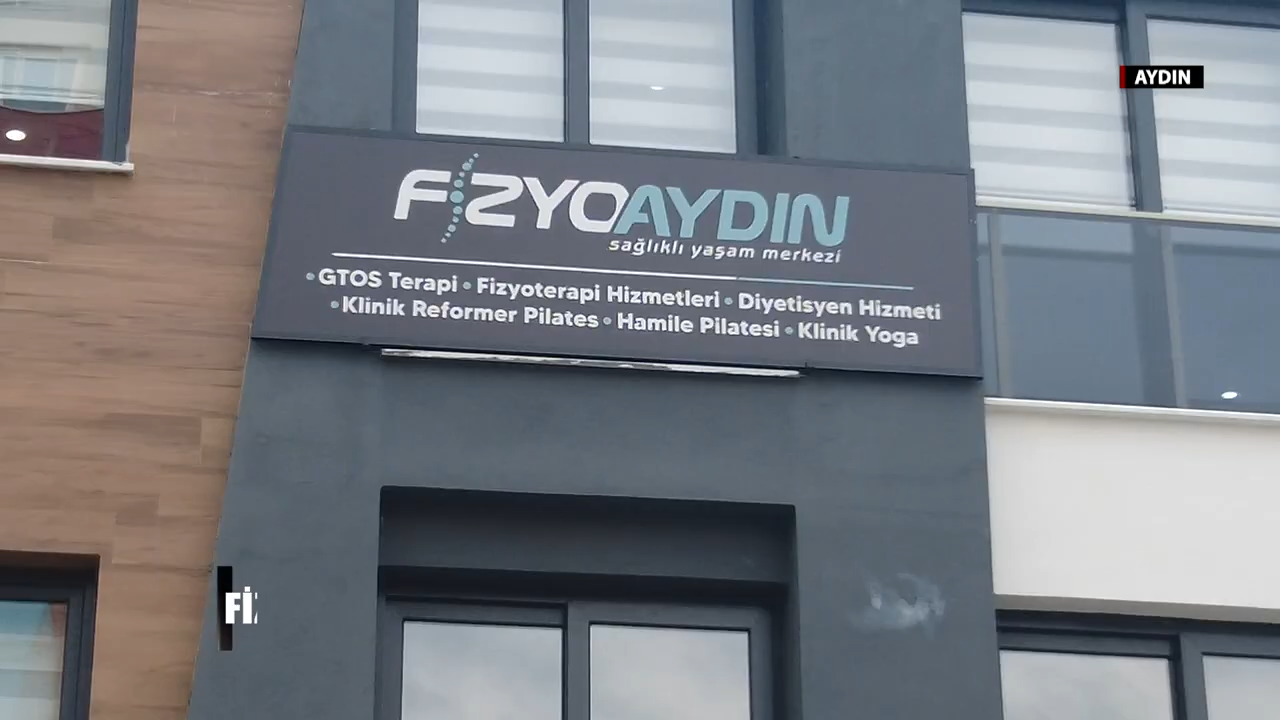 AYDIN
FİZYOAYDIN
sağlıklı yaşam merkezi
•GTOS Terapi • Fizyoterapi Hizmetleri • Diyetisyen Hizmeti
•Klinik Reformer Pilates • Hamile Pilatesi • Klinik Yoga